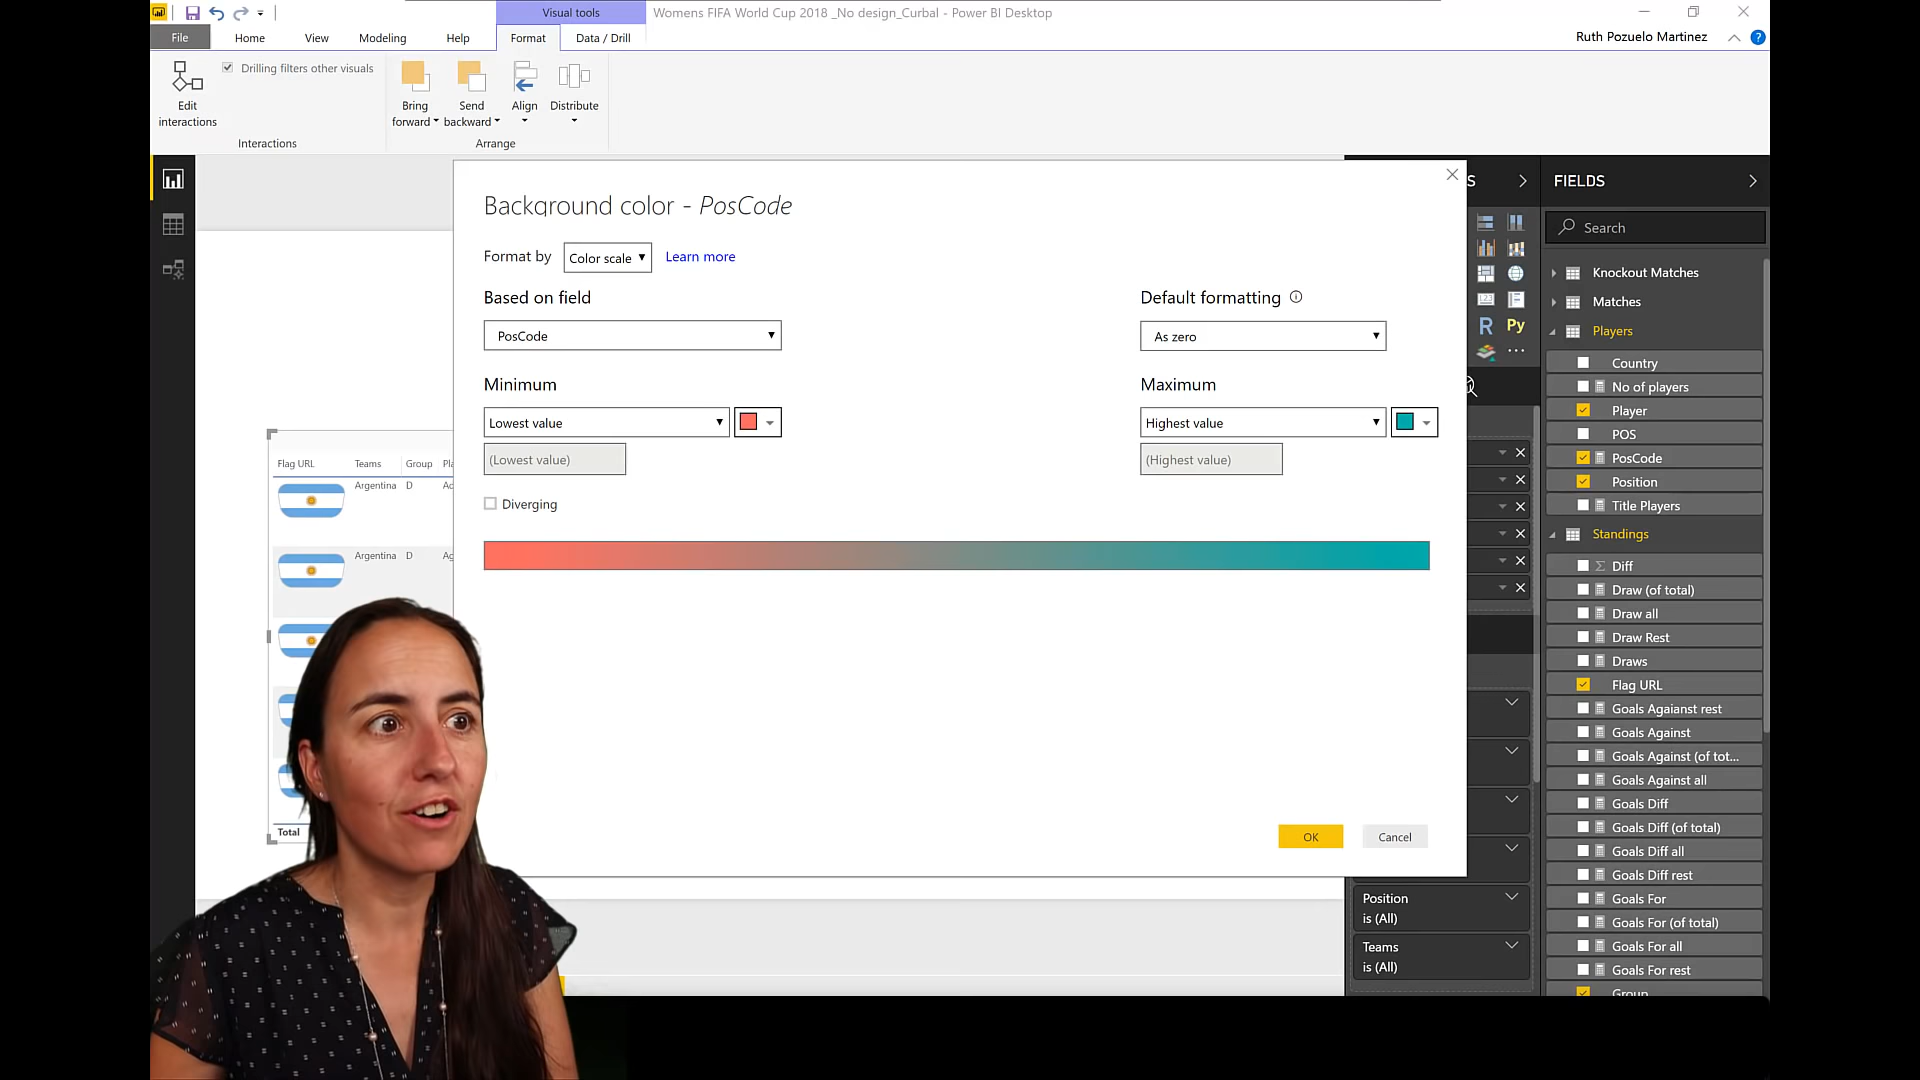 Visual tools
Womens FIFA World Cup 2018 _No design_Curbal - Power BI Desktop
File
Home
View
Modeling
Help
Format
Data / Drill
Ruth Pozuelo Martinez
?
Edit
interactions
Drilling filters other visuals
Interactions
Bring
forward
Send
backward
Align
Distribute
Arrange
Background color - PosCode
Format by
Color scale
Learn more
Based on field
PosCode
Default formatting
As zero
Minimum
Lowest value
(Lowest value)
Maximum
Highest value
(Highest value)
Diverging
OK
Cancel
Flag URL
Teams
Group
Argentina
D
Argentina
D
Total
S
R
Py
Position
is (All)
Teams
is (All)
FIELDS
Search
Knockout Matches
Matches
Players
Country
No of players
Player
POS
PosCode
Position
Title Players
Standings
Diff
Draw (of total)
Draw all
Draw Rest
Draws
Flag URL
Goals Agaianst rest
Goals Against
Goals Against (of tot...
Goals Against all
Goals Diff
Goals Diff (of total)
Goals Diff all
Goals Diff rest
Goals For
Goals For (of total)
Goals For all
Goals For rest
Group